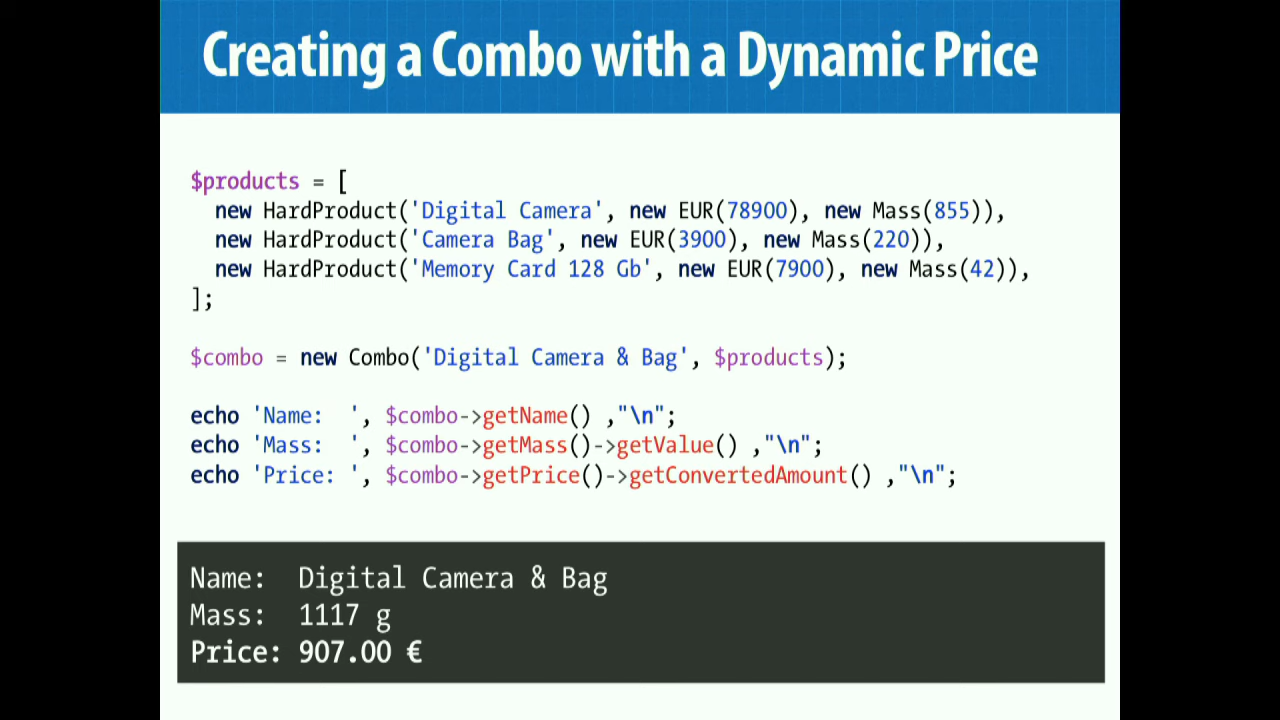 Creating a Combo with a Dynamic Price
$products = [
  new HardProduct('Digital Camera', new EUR(78900), new Mass(855)),
  new HardProduct('Camera Bag', new EUR(3900), new Mass(220)),
  new HardProduct('Memory Card 128 Gb', new EUR(7900), new Mass(42)),
];
$combo = new Combo('Digital Camera & Bag', $products);
echo 'Name:  ', $combo->getName() ,"\n";
echo 'Mass:  ', $combo->getMass()->getValue() ,"\n";
echo 'Price: ', $combo->getPrice()->getConvertedAmount() ,"\n";
Name:  Digital Camera & Bag
Mass:  1117 g
Price: 907.00 €